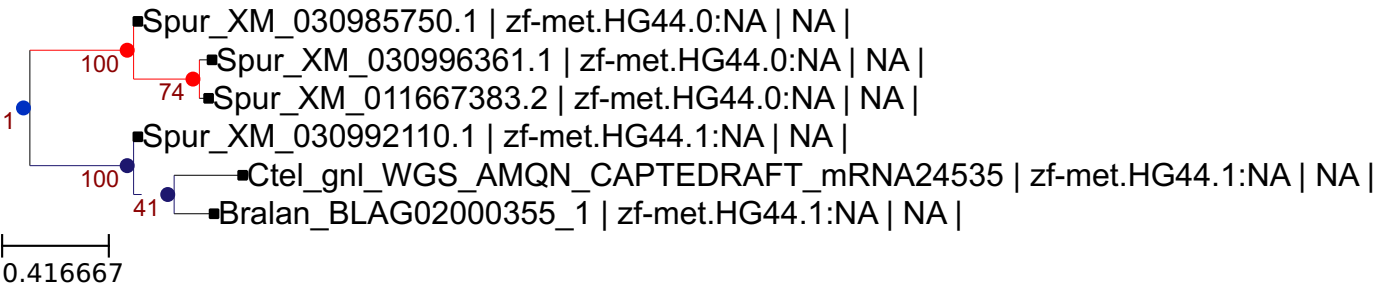 Spur_XM_030985750.1 | zf-met.HG44.0:NA | NA |
100
Spur_XM_030996361.1 | zf-met.HG44.0:NA | NA |
74
Spur_XM_011667383.2 | zf-met.HG44.0:NA | NA |
1
Spur_XM_030992110.1 | zf-met.HG44.1:NA | NA |
100
Ctel_gnl_WGS_AMQN_CAPTEDRAFT_mRNA24535 | zf-met.HG44.1:NA | NA |
41
Bralan_BLAG02000355_1 | zf-met.HG44.1:NA | NA |
0.416667